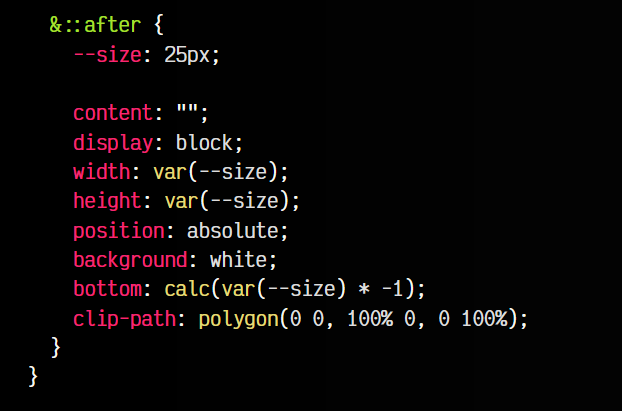 &::after {
--size: 25px;
content: "";
display: block;
width: var(--size);
height: var(--size);
position: absolute;
background: white;
bottom: calc(var(--size) * -1);
clip-path: polygon(0 0, 100% 0, 0 100%);
}
}